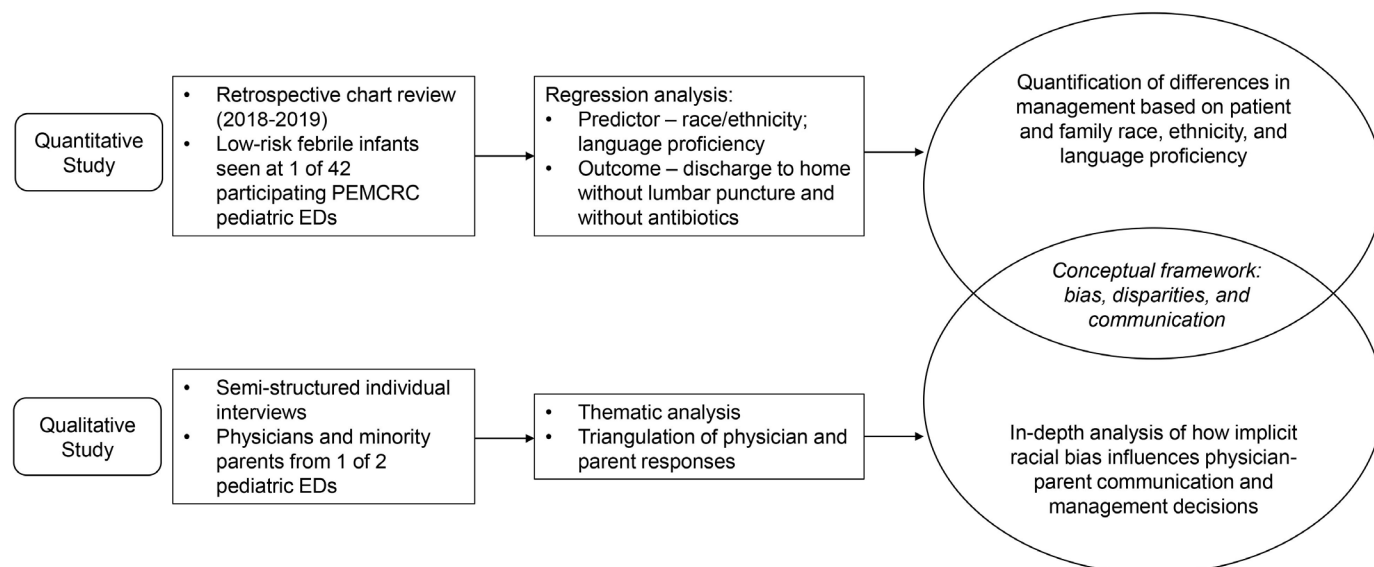 Quantitative
Study
• Retrospective chart review
(2018-2019)
• Low-risk febrile infants
seen at 1 of 42
participating PEMCRC
pediatric EDs
Regression analysis:
• Predictor – race/ethnicity;
language proficiency
• Outcome – discharge to home
without lumbar puncture and
without antibiotics
Quantification of differences in
management based on patient
and family race, ethnicity, and
language proficiency
Conceptual framework:
bias, disparities, and
communication
Qualitative
Study
• Semi-structured individual
interviews
• Physicians and minority
parents from 1 of 2
pediatric EDs
• Thematic analysis
• Triangulation of physician and
parent responses
In-depth analysis of how implicit
racial bias influences physician-
parent communication and
management decisions